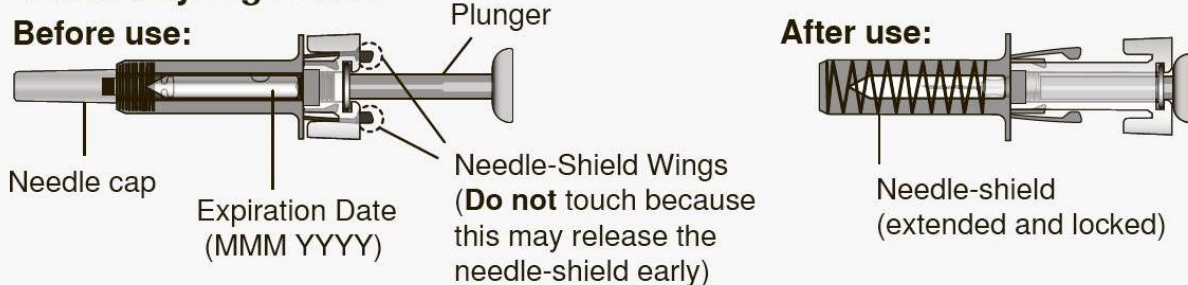 Before use:
Plunger
Needle cap
Expiration Date
(MMM YYYY)
Needle-Shield Wings
(Do not touch because
this may release the
needle-shield early)
After use:
Needle-shield
(extended and locked)